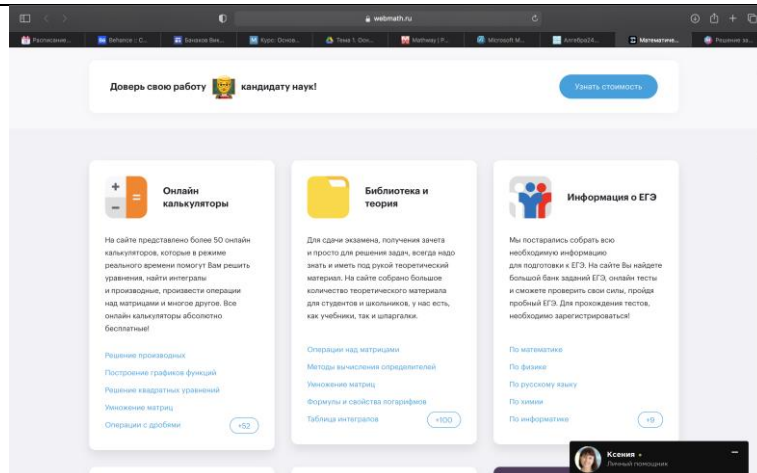 webmath.ru
Расписание...
Behance :: С...
Банахов Вик...
Курс: Основ...
Тема 1. Осн...
Mathway | Р...
Microsoft M...
Алгебра24...
Математиче...
Решение за...
Доверь свою работу кандидату наук!
Узнать стоимость
Онлайн
калькуляторы
На сайте представлено более 50 онлайн
калькуляторов, которые в режиме
реального времени помогут Вам решить
уравнения, найти интегралы
и производные, произвести операции
над матрицами и многое другое. Все
онлайн калькуляторы абсолютно
бесплатные!
Решение производных
Построение графиков функций
Решение квадратных уравнений
Умножение матриц
Операции с дробями
+52
Библиотека и
теория
Для сдачи экзамена, получения зачета
и просто для решения задач, всегда надо
знать и иметь под рукой теоретический
материал. На сайте собрано большое
количество теоретического материала
для студентов и школьников, у нас есть,
как учебники, так и шпаргалки.
Операции над матрицами
Методы вычисления определителей
Умножение матриц
Формулы и свойства логарифмов
Таблица интегралов
+100
Информация о ЕГЭ
Мы постарались собрать всю
необходимую информацию
для подготовки к ЕГЭ. На сайте Вы найдете
большой банк заданий ЕГЭ, онлайн тесты
и сможете проверить свои силы, пройдя
пробный ЕГЭ. Для прохождения тестов,
необходимо зарегистрироваться!
По математике
По физике
По русскому языку
По химии
По информатике
+9
Ксения
Личный помощник